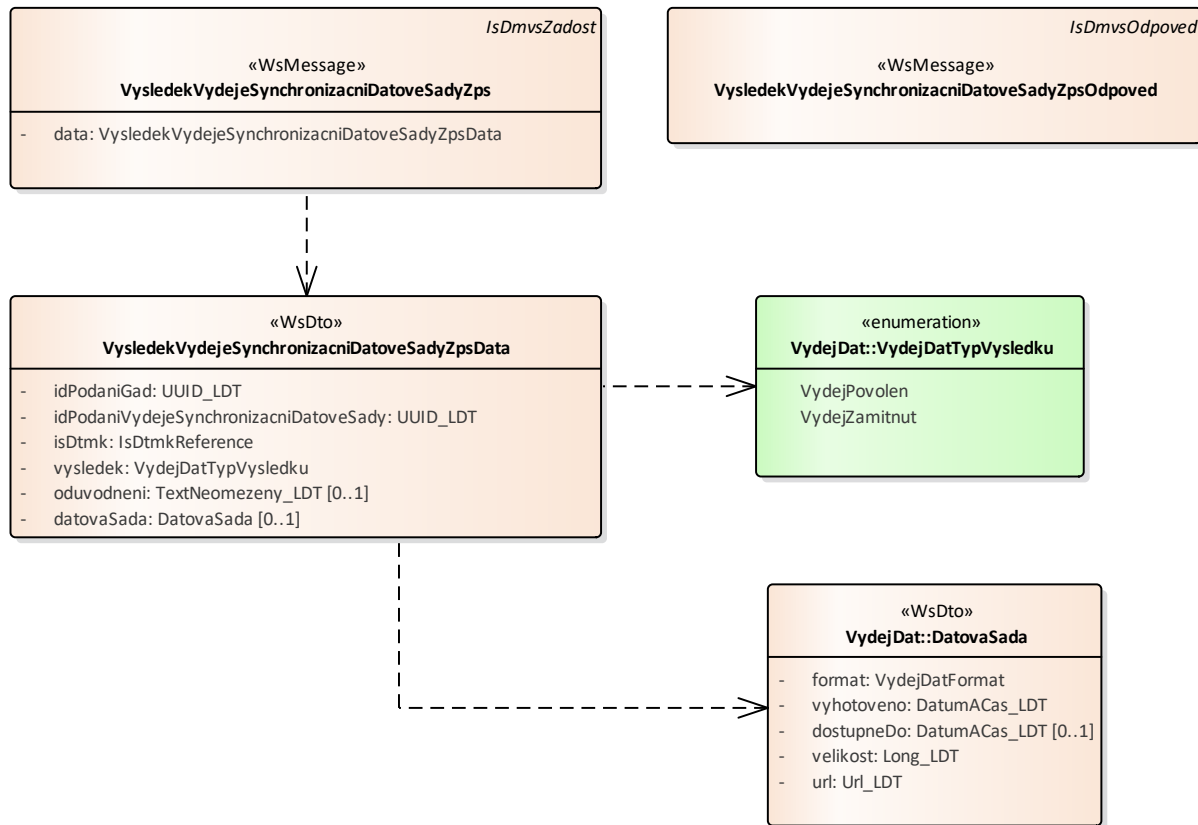 IsDmvsZadost
«WsMessage»
VysledekVydejeSynchronizacniDatoveSadyZps
- data: VysledekVydejeSynchronizacniDatoveSadyZpsData
IsDmvsOdpoved
«WsMessage»
VysledekVydejeSynchronizacniDatoveSadyZpsOdpoved
«WsDto»
VysledekVydejeSynchronizacniDatoveSadyZpsData
- idPodaniGad: UUID_LDT
- idPodaniVydejeSynchronizacniDatoveSady: UUID_LDT
- isDtmk: IsDtmkReference
- vysledek: VydejDatTypVysledku
- oduvodneni: TextNeomezeny_LDT [0..1]
- datovaSada: DatovaSada [0..1]
«enumeration»
VydejDat::VydejDatTypVysledku
VydejPovolen
VydejZamitnut
«WsDto»
VydejDat::DatovaSada
- format: VydejDatFormat
- vyhotoveno: DatumACas_LDT
- dostupneDo: DatumACas_LDT [0..1]
- velikost: Long_LDT
- url: Url_LDT